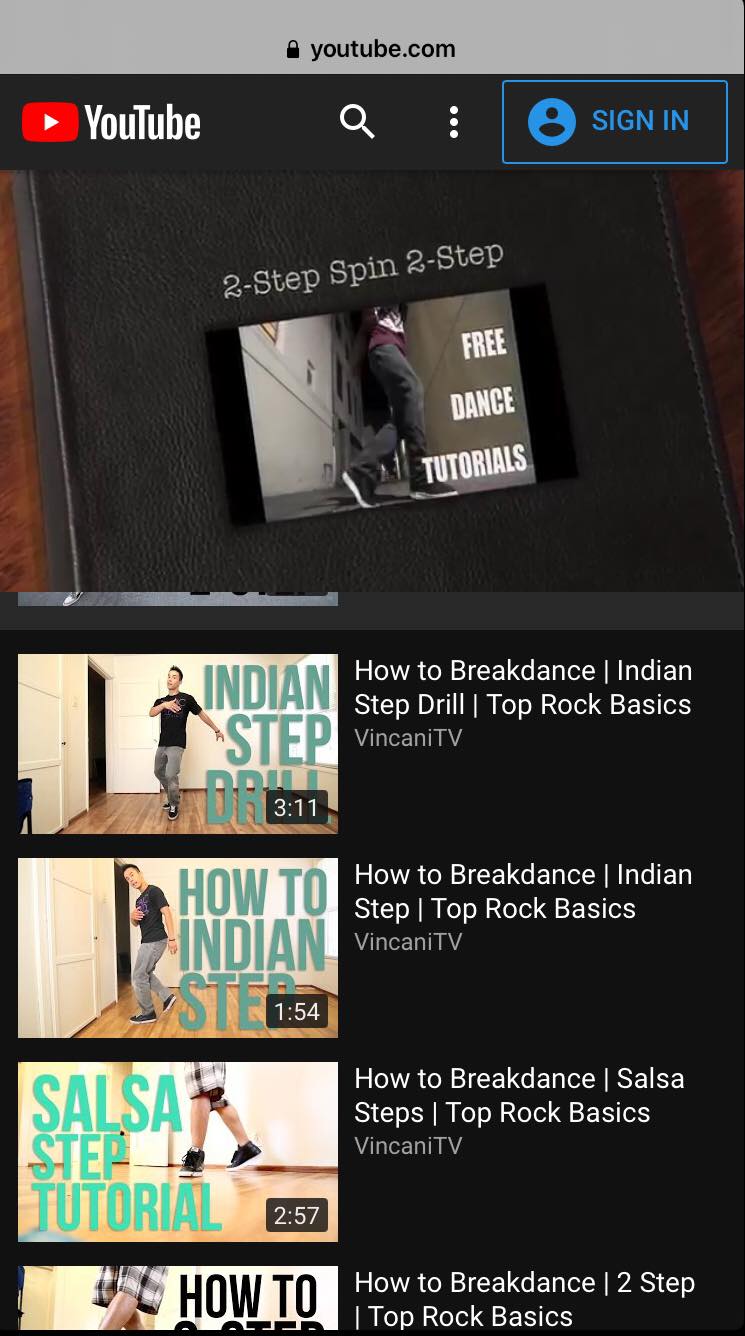 youtube.com
YouTube
SIGN IN
2-Step Spin 2-Step
FREE
DANCE
TUTORIALS
INDIAN
STEP
DRILL
3:11
How to Breakdance | Indian
Step Drill | Top Rock Basics
VincaniTV
HOW TO
INDIAN
STEP
1:54
How to Breakdance | Indian
Step | Top Rock Basics
VincaniTV
SALSA
STEP
TUTORIAL
2:57
How to Breakdance | Salsa
Steps | Top Rock Basics
VincaniTV
HOW TO
How to Breakdance | 2 Step
| Top Rock Basics